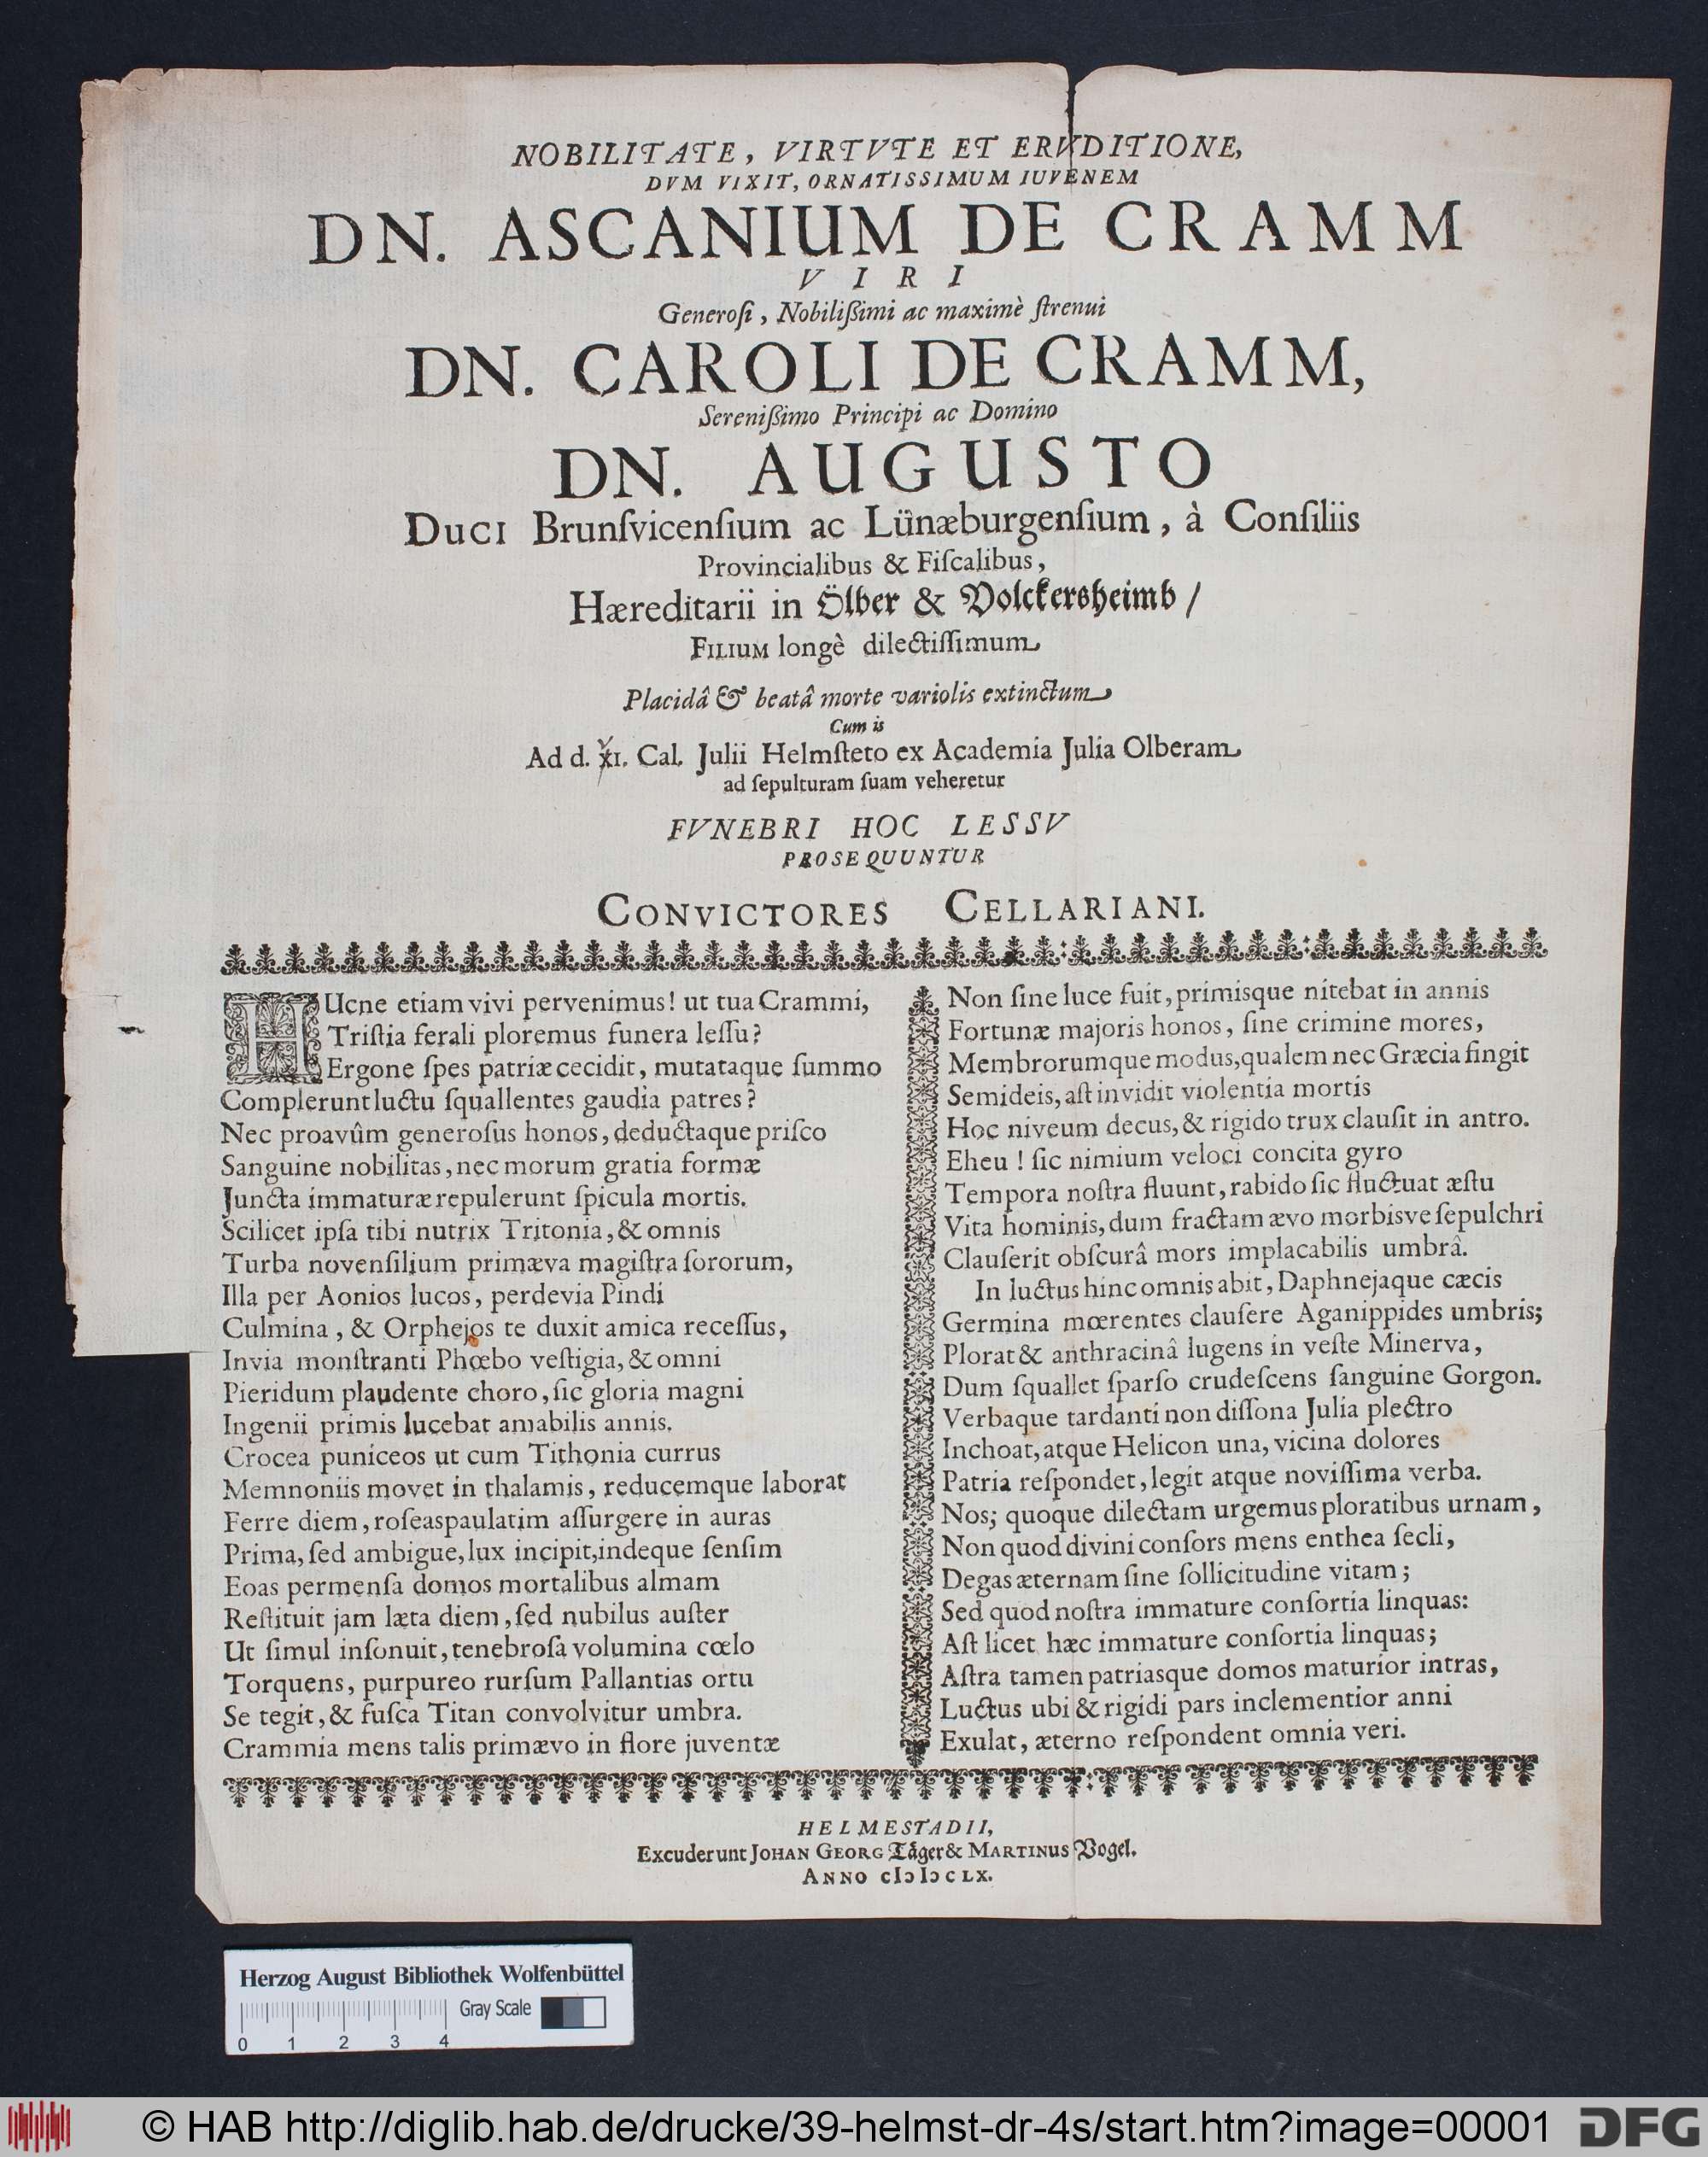 NOBILITATE, VIRTVTE ET ERVDITIONE,
DVM VIXIT, ORNATISSIMUM IUVENEM
DN. ASCANIUM DE CRAMM
VIRI
Generoſi, Nobilißimi ac maximè ſtrenui
DN. CAROLI DE CRAMM,
Serenißimo Principi ac Domino
DN. AUGUSTO
DUCI Brunſvicenſium ac Lünæburgenſium, à Conſiliis
Provincialibus & Fiſcalibus,
Hæreditarii in Ölber & Volckersheimb /
FILIUM longè dilectiſſimum
Placidâ & beatâ morte variolis extinctum
Cum is
Ad d. XI. Cal. Julii Helmſteto ex Academia Julia Olberam
ad ſepulturam ſuam veheretur
FVNEBRI HOC LESSV
PROSEQUUNTUR
CONVICTORES CELLARIANI.
HUcne etiam vivi pervenimus! ut tua Crammi,
Triſtia ferali ploremus funera leſſu?
Ergone ſpes patriæ cecidit, mutataque ſummo
Complerunt luctu ſquallentes gaudia patres?
Nec proavûm generoſus honos, deductaque priſco
Sanguine nobilitas, nec morum gratia formæ
Juncta immaturæ repulerunt ſpicula mortis.
Scilicet ipſa tibi nutrix Tritonia, & omnis
Turba novenſilium primæva magiſtra ſororum,
Illa per Aonios lucos, perdevia Pindi
Culmina, & Orphejos te duxit amica receſſus,
Invia monſtranti Phœbo veſtigia, & omni
Pieridum plaudente choro, ſic gloria magni
Ingenii primis lucebat amabilis annis.
Crocea puniceos ut cum Tithonia currus
Memnoniis movet in thalamis, reducemque laborat
Ferre diem, roſeas paulatim aſſurgere in auras
Prima, ſed ambigue, lux incipit, indeque ſenſim
Eoas permenſa domos mortalibus almam
Reſtituit jam læta diem, ſed nubilus auſter
Ut ſimul inſonuit, tenebroſa volumina cœlo
Torquens, purpureo rurſum Pallantias ortu
Se tegit, & fuſca Titan convolvitur umbra.
Crammia mens talis primævo in flore juventæ
Non ſine luce fuit, primisque nitebat in annis
Fortunæ majoris honos, ſine crimine mores,
Membrorumque modus, qualem nec Græcia fingit
Semideis, aſt invidit violentia mortis
Hoc niveum decus, & rigido trux clauſit in antro.
Eheu! ſic nimium veloci concita gyro
Tempora noſtra fluunt, rabido ſic fluctuat æſtu
Vita hominis, dum fractam ævo morbisve ſepulchri
Clauſerit obſcurâ mors implacabilis umbrâ.
In luctus hinc omnis abit, Daphnejaque cæcis
Germina mœrentes clauſere Aganippides umbris;
Plorat & anthracinâ lugens in veſte Minerva,
Dum ſquallet ſparſo crudeſcens ſanguine Gorgon.
Verbaque tardanti non diſſona Julia plectro
Inchoat, atque Helicon una, vicina dolores
Patria reſpondet, legit atque noviſſima verba.
Nos; quoque dilectam urgemus ploratibus urnam,
Non quod divini conſors mens enthea ſecli,
Degas æternam ſine ſollicitudine vitam;
Sed quod noſtra immature conſortia linquas:
Aſt licet hæc immature conſortia linquas;
Aſtra tamen patriasque domos maturior intras,
Luctus ubi & rigidi pars inclementior anni
Exulat, æterno reſpondent omnia veri.
HELMESTADII,
Excuderunt JOHAN GEORG Täger & MARTINUS Vogel.
ANNO cIↄ Iↄ C LX.
Herzog August Bibliothek Wolfenbüttel
Gray Scale
0 1 2 3 4
© HAB http://diglib.hab.de/drucke/39-helmst-dr-4s/start.htm?image=00001
DFG